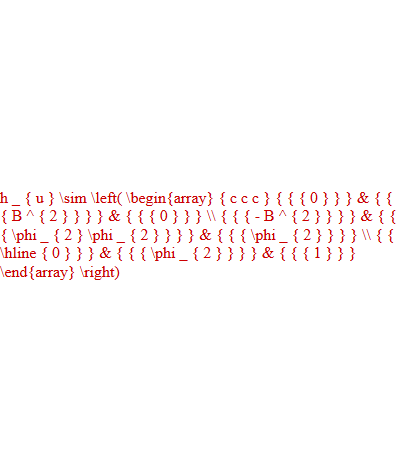 h _ { u } \sim \left( \begin{array} { c c c } { { { 0 } } } & { {
{ B ^ { 2 } } } } & { { { 0 } } } \\ { { { - B ^ { 2 } } } } & { {
{ \phi _ { 2 } \phi _ { 2 } } } } & { { { \phi _ { 2 } } } } \\ { {
\hline { 0 } } } & { { { \phi _ { 2 } } } } & { { { 1 } } }
\end{array} \right)